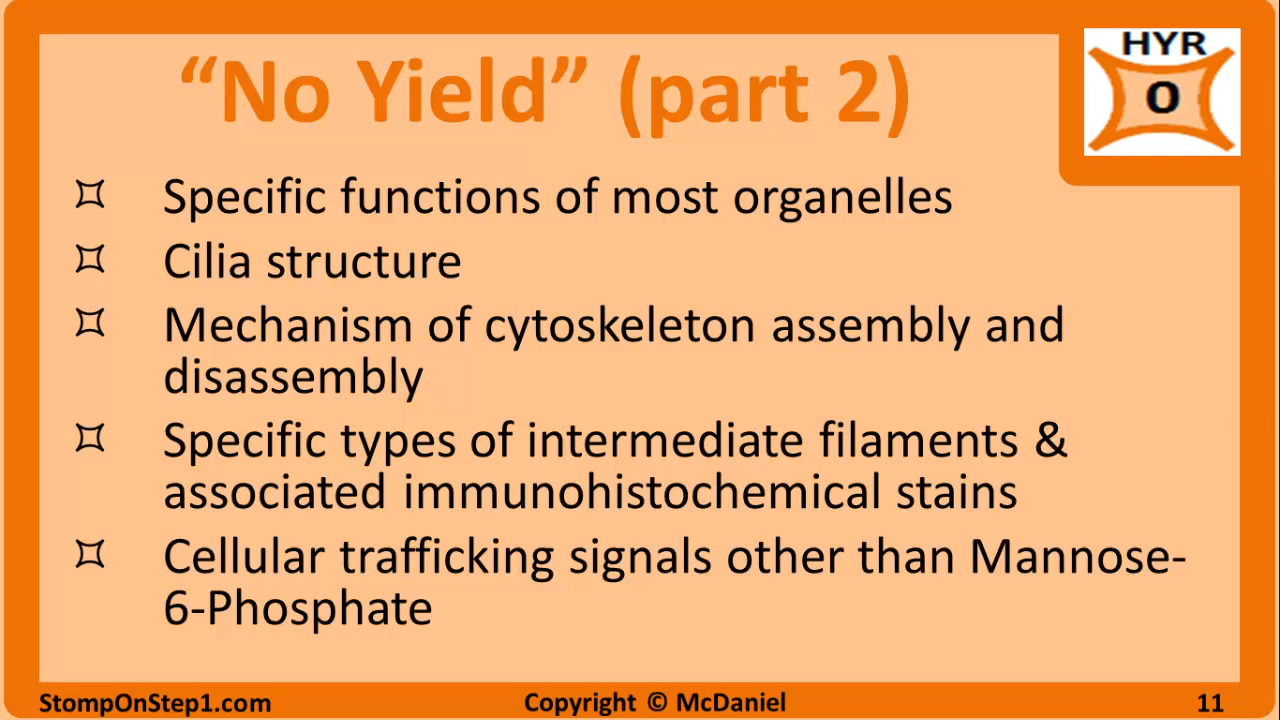 “No Yield” (part 2)
HYR
0
Specific functions of most organelles
Cilia structure
Mechanism of cytoskeleton assembly and
disassembly
Specific types of intermediate filaments &
associated immunohistochemical stains
Cellular trafficking signals other than Mannose-
6-Phosphate
StompOnStep1.com
Copyright © McDaniel
11